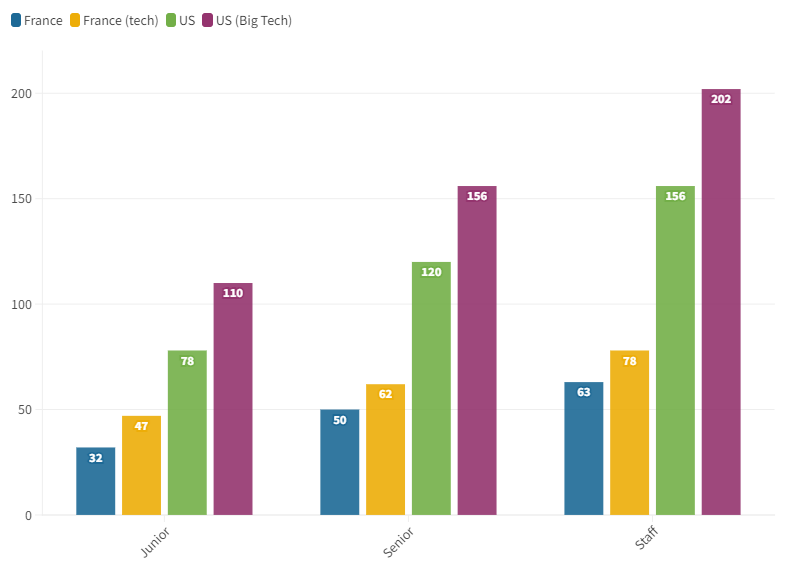 France France (tech) US US (Big Tech)
200
150
100
50
0
32 47 78 110
50 62 120 156
63 78 156 202
Junior Senior Staff